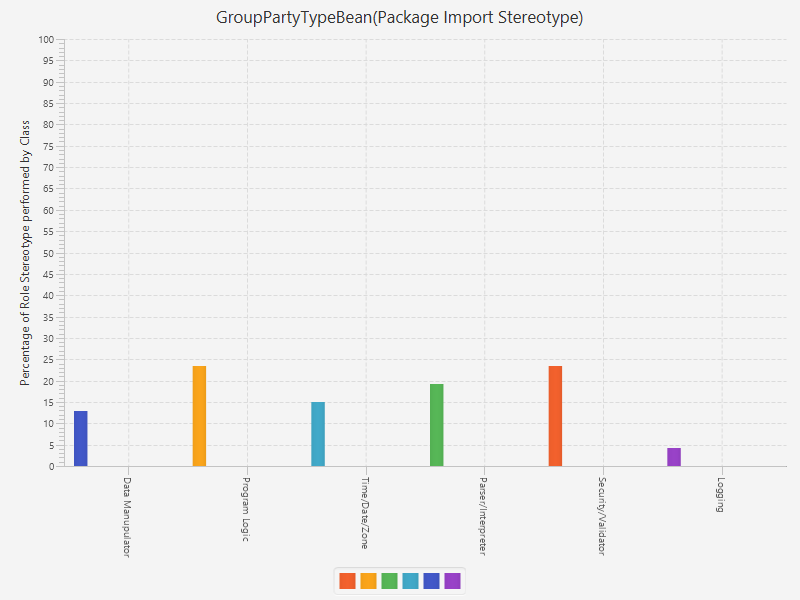 GroupPartyTypeBean(Package Import Stereotype)
Percentage of Role Stereotype performed by Class
100
95
90
85
80
75
70
65
60
55
50
45
40
35
30
25
20
15
10
5
0
Data Manupulator
Program Logic
Time/Date/Zone
Parser/Interpreter
Security/Validator
Logging